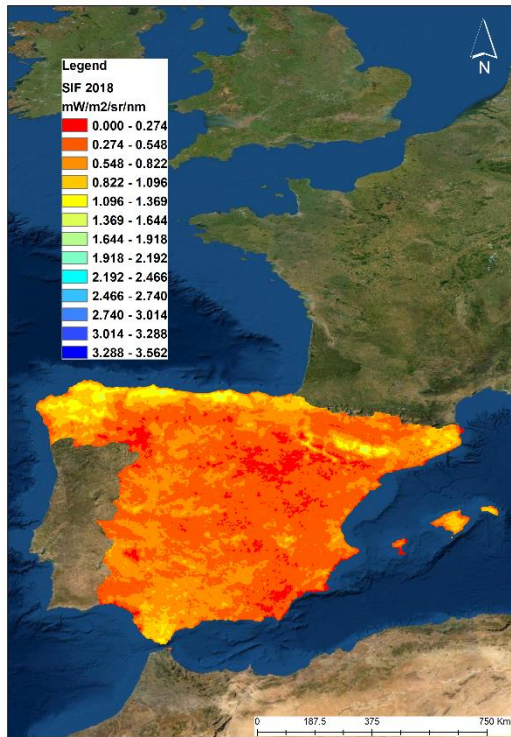 N
Legend
SIF 2018
mW/m2/sr/nm
0.000 - 0.274
0.274 - 0.548
0.548 - 0.822
0.822 - 1.096
1.096 - 1.369
1.369 - 1.644
1.644 - 1.918
1.918 - 2.192
2.192 - 2.466
2.466 - 2.740
2.740 - 3.014
3.014 - 3.288
3.288 - 3.562
0 187.5 375 750 Km